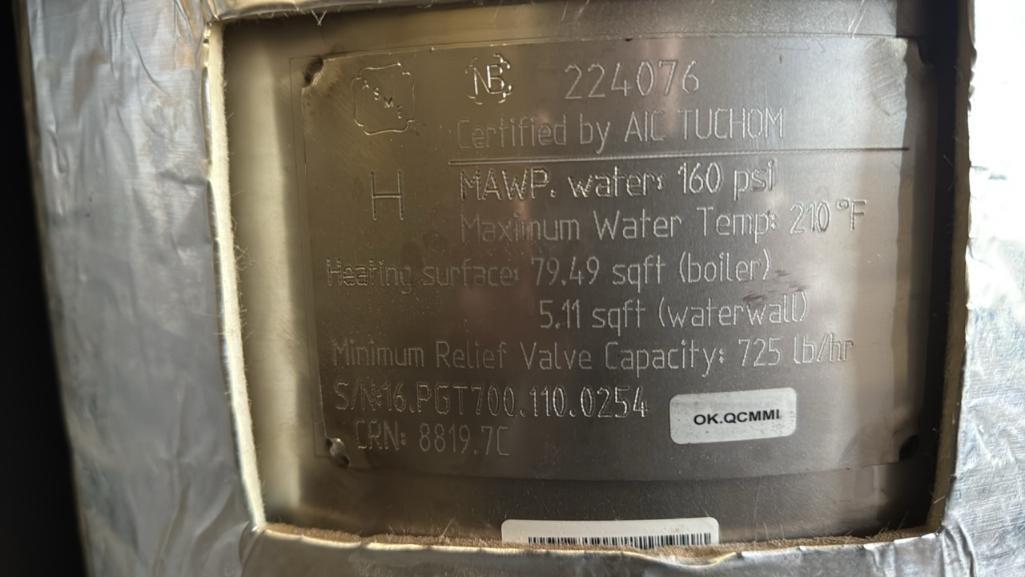 ASME NB 224076
Certified by AIC TUCHOM
H MAWP. water: 160 psi
Maximum Water Temp: 210°F
Heating surface: 79.49 sqft (boiler)
5.11 sqft (waterwall)
Minimum Relief Valve Capacity: 725 lb/hr
S/N:16.PGT700.110.0254
OK.QCMMI
CRN: 8819.7C